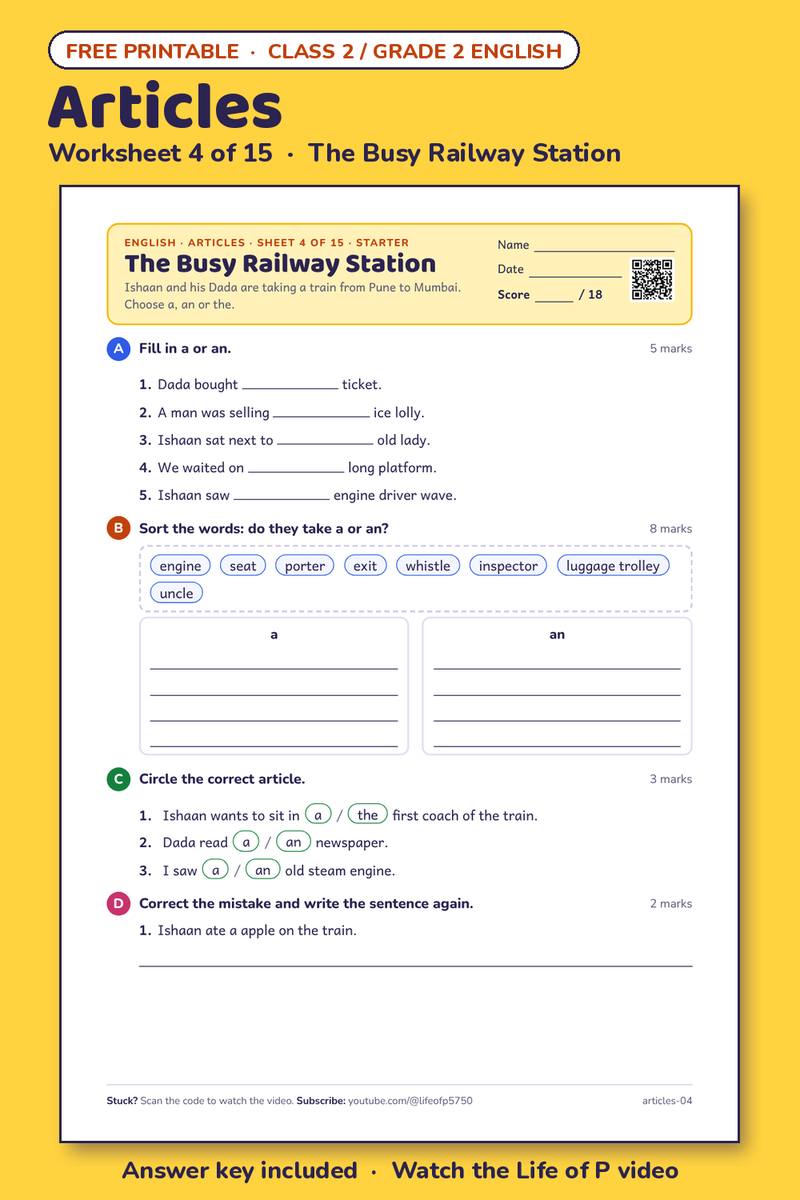 FREE PRINTABLE · CLASS 2 / GRADE 2 ENGLISH
Articles
Worksheet 4 of 15 · The Busy Railway Station
ENGLISH · ARTICLES · SHEET 4 OF 15 · STARTER
The Busy Railway Station
Ishaan and his Dada are taking a train from Pune to Mumbai.
Choose a, an or the.
Name ____________
Date ____________
Score ______ / 18
A Fill in a or an. 5 marks
1. Dada bought ____________ ticket.
2. A man was selling ____________ ice lolly.
3. Ishaan sat next to ____________ old lady.
4. We waited on ____________ long platform.
5. Ishaan saw ____________ engine driver wave.
B Sort the words: do they take a or an? 8 marks
engine seat porter exit whistle inspector luggage trolley
uncle
a an
C Circle the correct article. 3 marks
1. Ishaan wants to sit in a / the first coach of the train.
2. Dada read a / an newspaper.
3. I saw a / an old steam engine.
D Correct the mistake and write the sentence again. 2 marks
1. Ishaan ate a apple on the train.
Stuck? Scan the code to watch the video. Subscribe: youtube.com/@lifeofp5750 articles-04
Answer key included · Watch the Life of P video